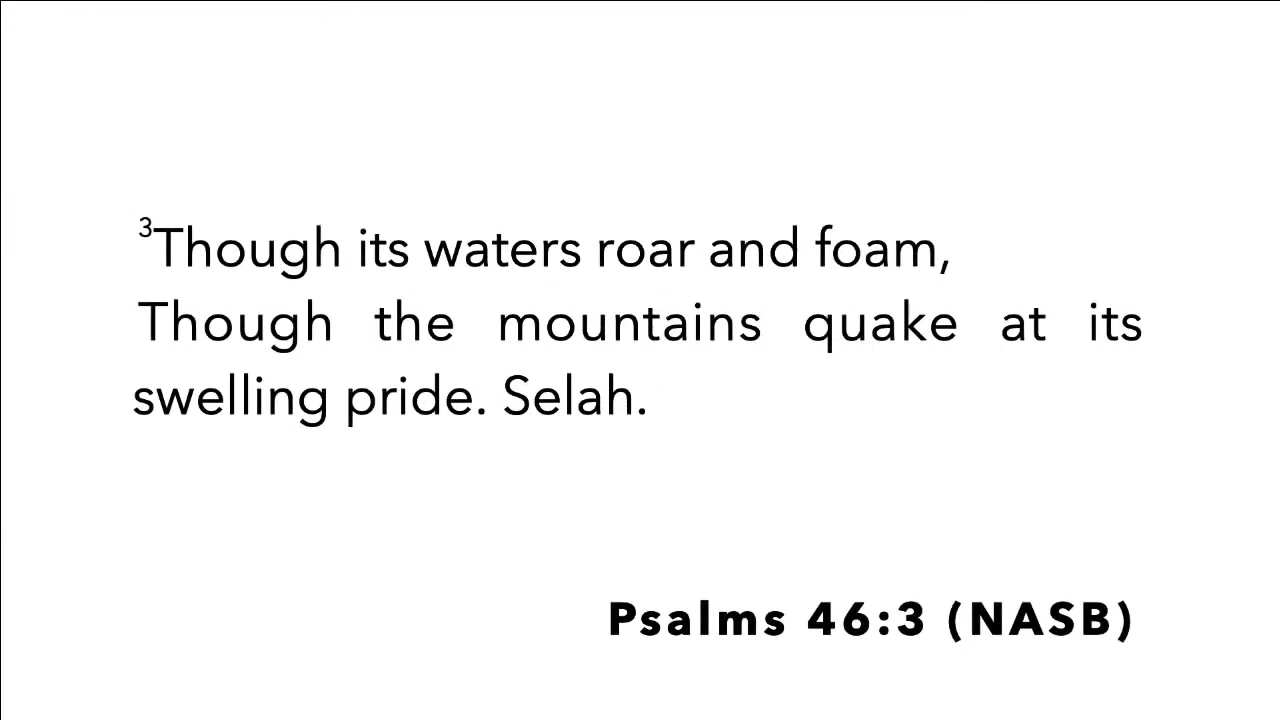 ³Though its waters roar and foam,
Though the mountains quake at its
swelling pride. Selah.
Psalms 46:3 (NASB)